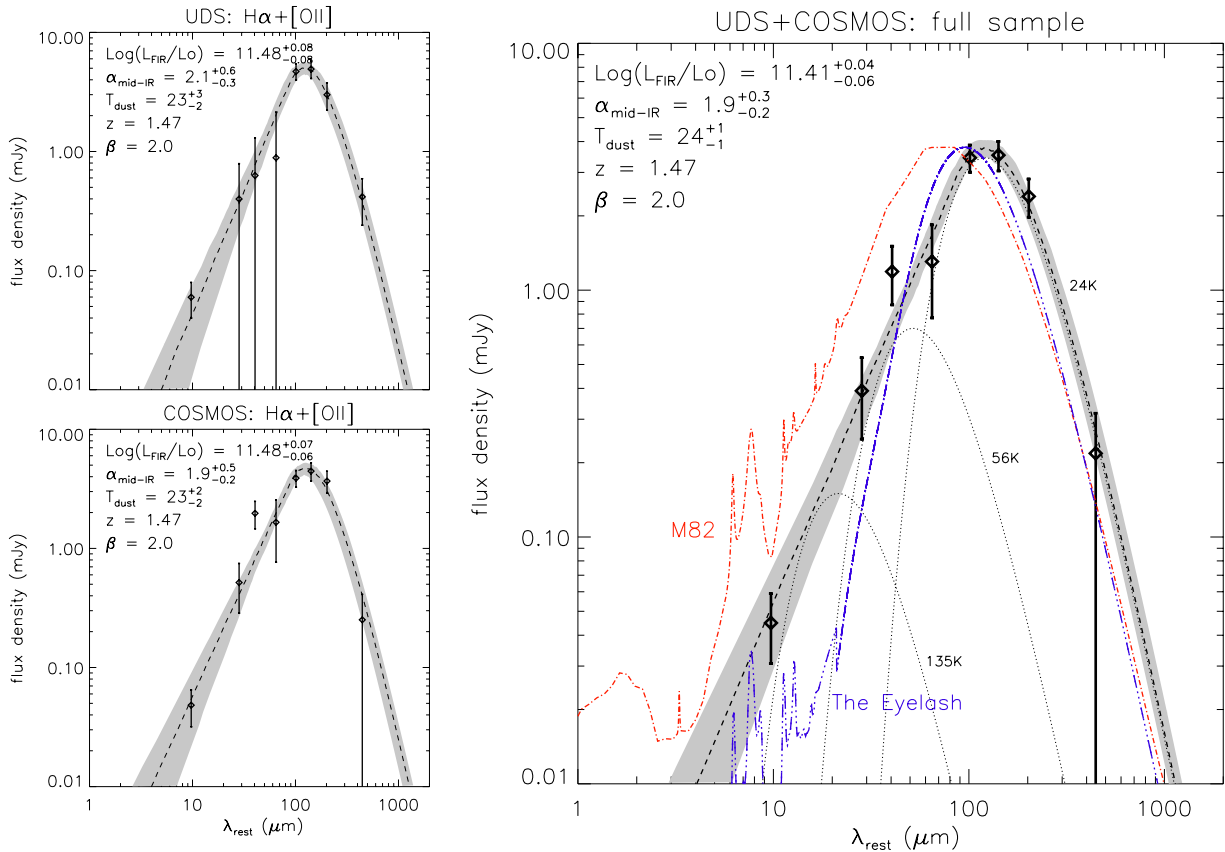 UDS: Hα+[OII]
Log(L_FIR/Lo) = 11.48 +0.08 -0.08
α_mid-IR = 2.1 +0.6 -0.3
T_dust = 23 +3 -2
z = 1.47
β = 2.0
flux density (mJy)
10.00
1.00
0.10
0.01
COSMOS: Hα+[OII]
Log(L_FIR/Lo) = 11.48 +0.07 -0.06
α_mid-IR = 1.9 +0.5 -0.2
T_dust = 23 +2 -2
z = 1.47
β = 2.0
flux density (mJy)
10.00
1.00
0.10
0.01
1 10 100 1000
λ_rest (μm)
UDS+COSMOS: full sample
Log(L_FIR/Lo) = 11.41 +0.04 -0.06
α_mid-IR = 1.9 +0.3 -0.2
T_dust = 24 +1 -1
z = 1.47
β = 2.0
flux density (mJy)
10.00
1.00
0.10
0.01
24K
56K
M82
135K
The Eyelash
1 10 100 1000
λ_rest (μm)